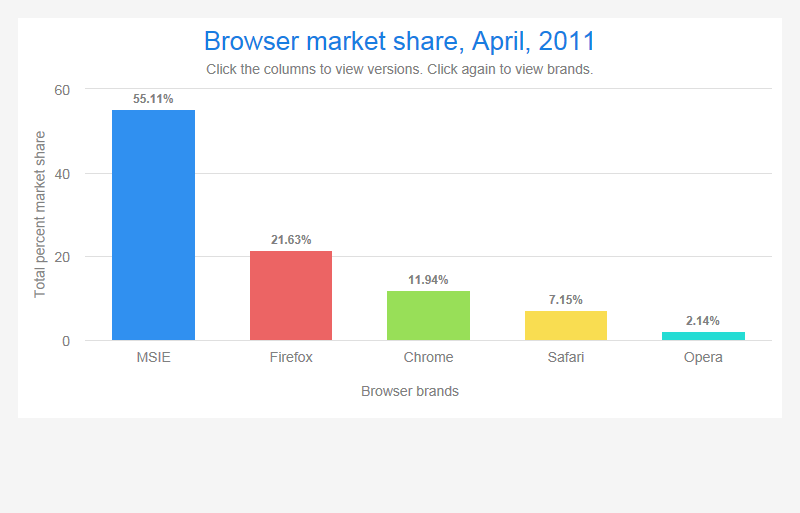 Browser market share, April, 2011
Click the columns to view versions. Click again to view brands.
Total percent market share
60
40
20
0
55.11%
21.63%
11.94%
7.15%
2.14%
MSIE
Firefox
Chrome
Safari
Opera
Browser brands